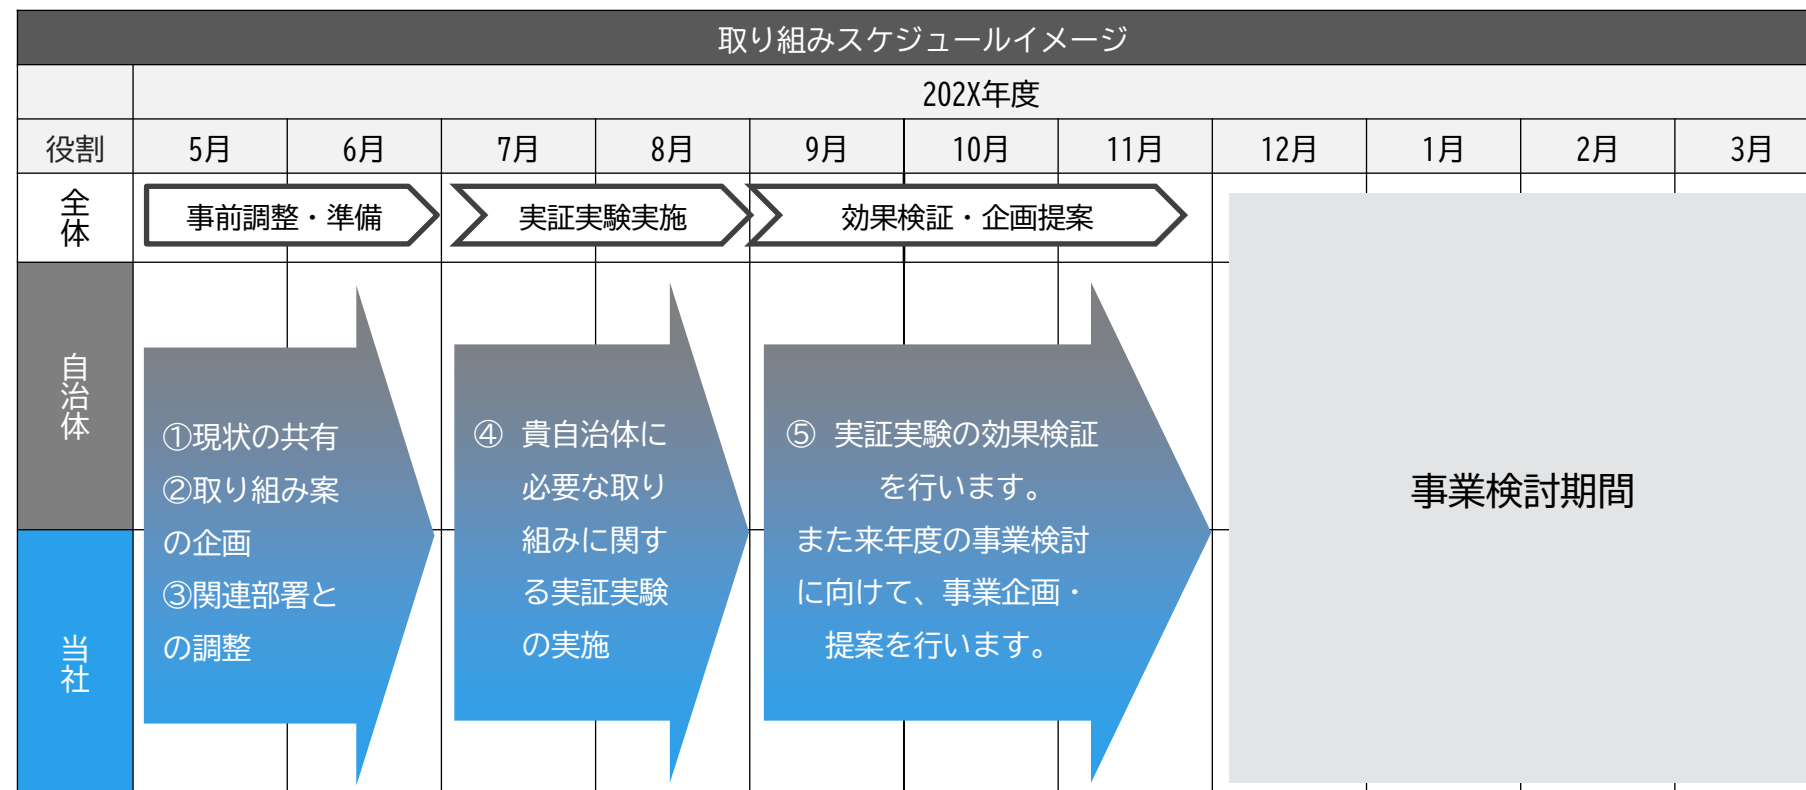 取り組みスケジュールイメージ
202X年度
役割 5月 6月 7月 8月 9月 10月 11月 12月 1月 2月 3月
全体
事前調整・準備
実証実験実施
効果検証・企画提案
自治体
当社
①現状の共有
②取り組み案
の企画
③関連部署と
の調整
④ 貴自治体に
必要な取り
組みに関す
る実証実験
の実施
⑤ 実証実験の効果検証
を行います。
また来年度の事業検討
に向けて、事業企画・
提案を行います。
事業検討期間